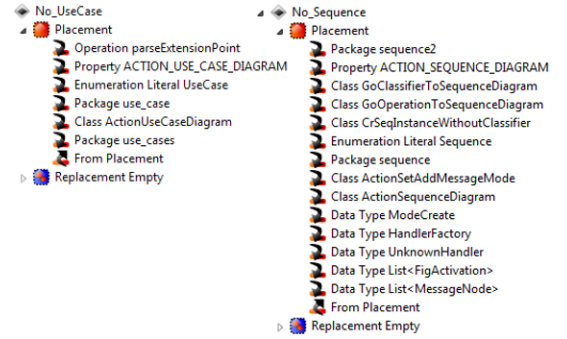 No_UseCase
Placement
Operation parseExtensionPoint
Property ACTION_USE_CASE_DIAGRAM
Enumeration Literal UseCase
Package use_case
Class ActionUseCaseDiagram
Package use_cases
From Placement
Replacement Empty
No_Sequence
Placement
Package sequence2
Property ACTION_SEQUENCE_DIAGRAM
Class GoClassifierToSequenceDiagram
Class GoOperationToSequenceDiagram
Class CrSeqInstanceWithoutClassifier
Enumeration Literal Sequence
Package sequence
Class ActionSetAddMessageMode
Class ActionSequenceDiagram
Data Type ModeCreate
Data Type HandlerFactory
Data Type UnknownHandler
Data Type List<FigActivation>
Data Type List<MessageNode>
From Placement
Replacement Empty